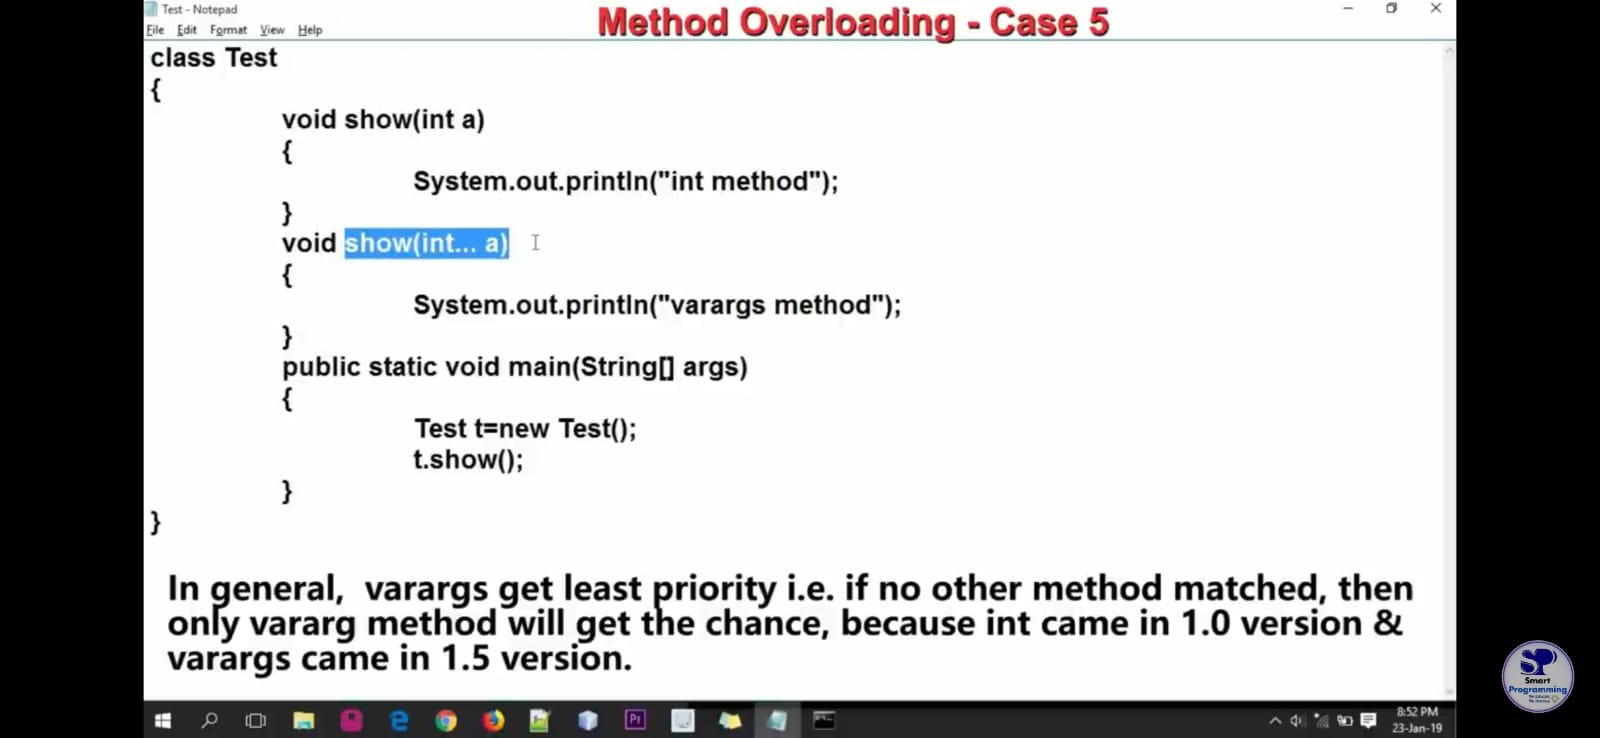 Test - Notepad
Method Overloading - Case 5
File Edit Format View Help
class Test
{
void show(int a)
{
System.out.println("int method");
}
void show(int... a)
{
System.out.println("varargs method");
}
public static void main(String[] args)
{
Test t=new Test();
t.show();
}
}
In general, varargs get least priority i.e. if no other method matched, then
only vararg method will get the chance, because int came in 1.0 version &
varargs came in 1.5 version.
SP
Smart
Programming
Pr
8:52 PM
23-Jan-19